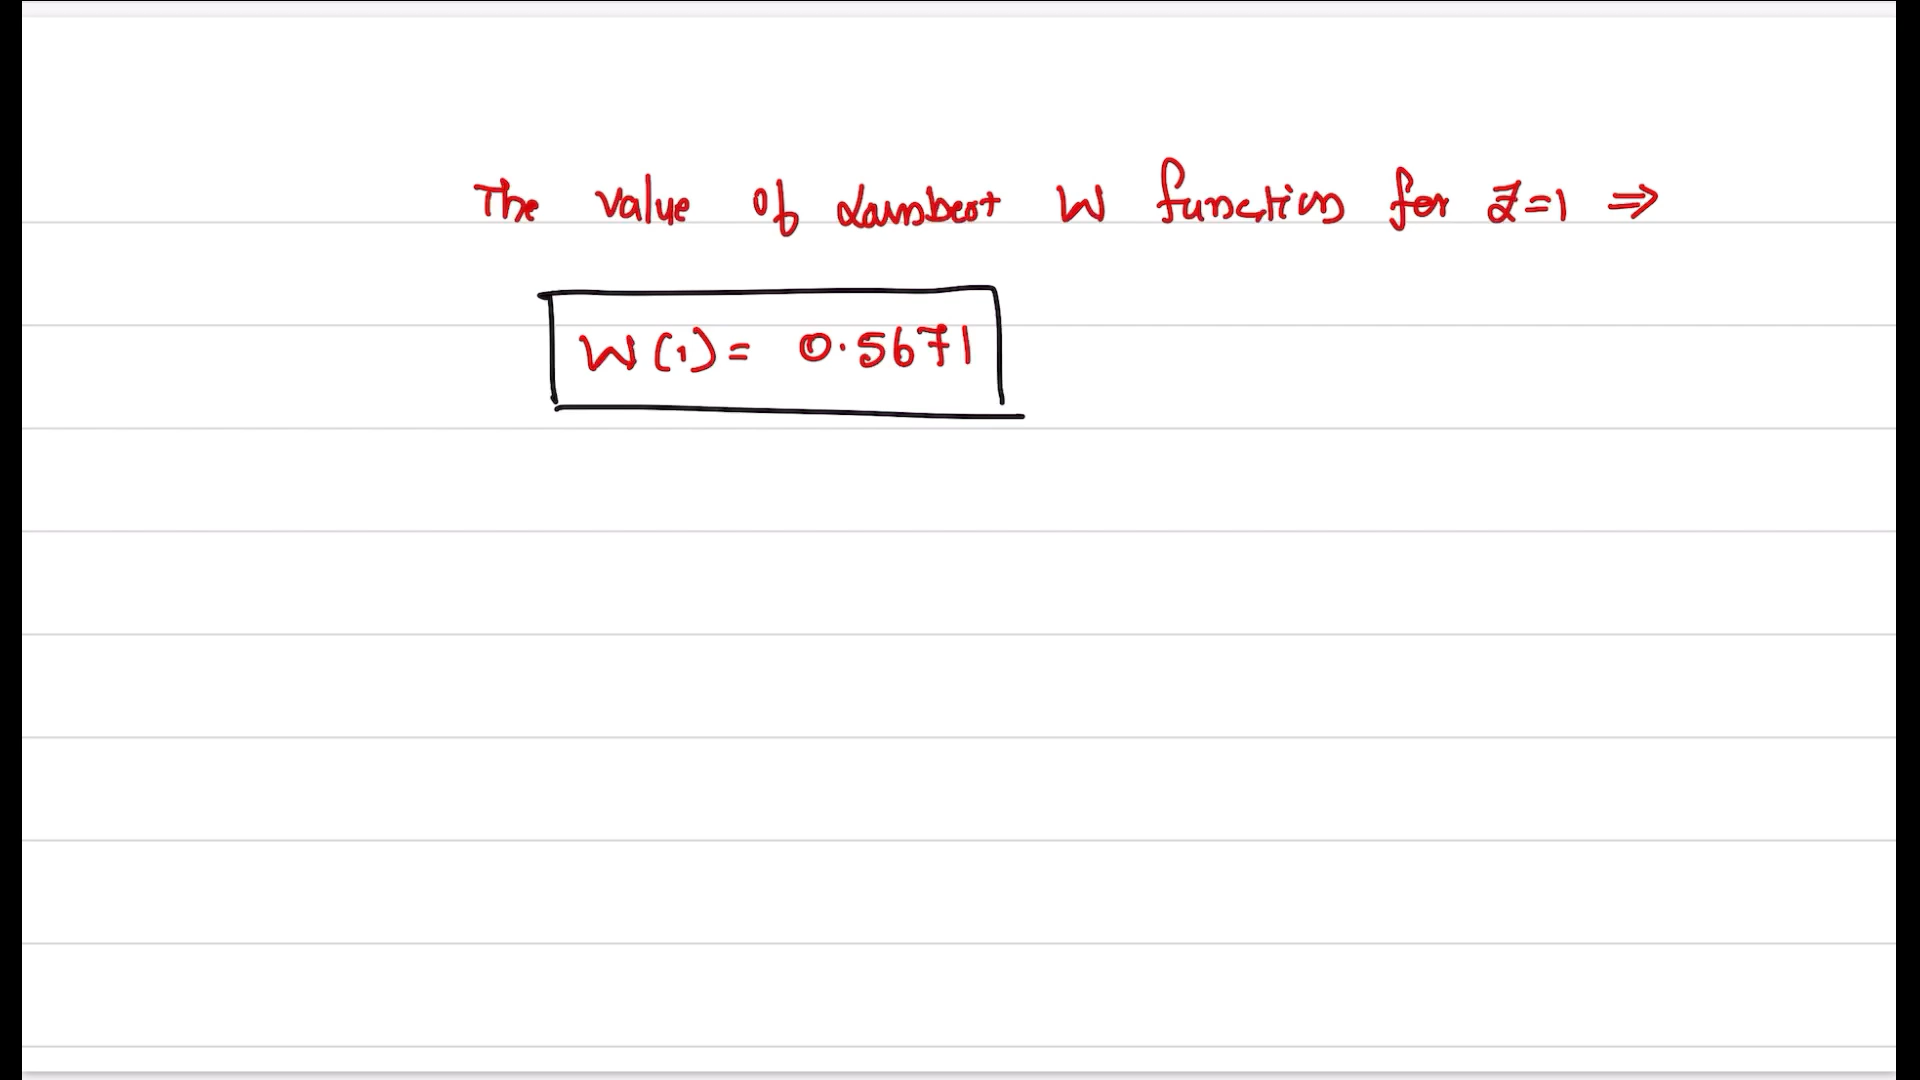 The value of Lambert W function for z=1 ⇒
W(1) = 0.5671